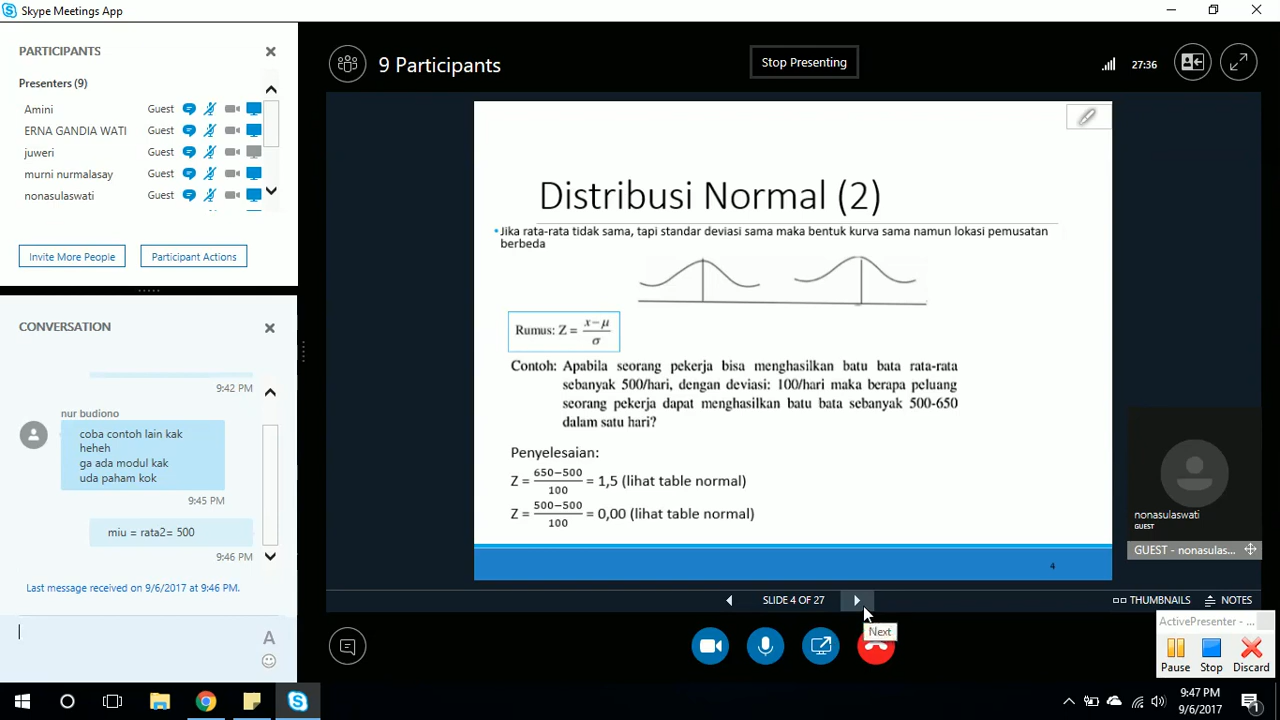 Skype Meetings App
PARTICIPANTS
Presenters (9)
Amini Guest
ERNA GANDIA WATI Guest
juweri Guest
murni nurmalasay Guest
nonasulaswati Guest
Invite More People
Participant Actions
CONVERSATION
9:42 PM
nur budiono
coba contoh lain kak
heheh
ga ada modul kak
uda paham kok
9:45 PM
miu = rata2= 500
9:46 PM
Last message received on 9/6/2017 at 9:46 PM.
A
9 Participants
Stop Presenting
27:36
Distribusi Normal (2)
• Jika rata-rata tidak sama, tapi standar deviasi sama maka bentuk kurva sama namun lokasi pemusatan
berbeda
Rumus: Z = x−μ / σ
Contoh: Apabila seorang pekerja bisa menghasilkan batu bata rata-rata
sebanyak 500/hari, dengan deviasi: 100/hari maka berapa peluang
seorang pekerja dapat menghasilkan batu bata sebanyak 500-650
dalam satu hari?
Penyelesaian:
Z = 650−500 / 100 = 1,5 (lihat table normal)
Z = 500−500 / 100 = 0,00 (lihat table normal)
4
nonasulaswati
GUEST
GUEST - nonasulas...
SLIDE 4 OF 27
THUMBNAILS
NOTES
Next
ActivePresenter - ...
Pause Stop Discard
9:47 PM
9/6/2017
1